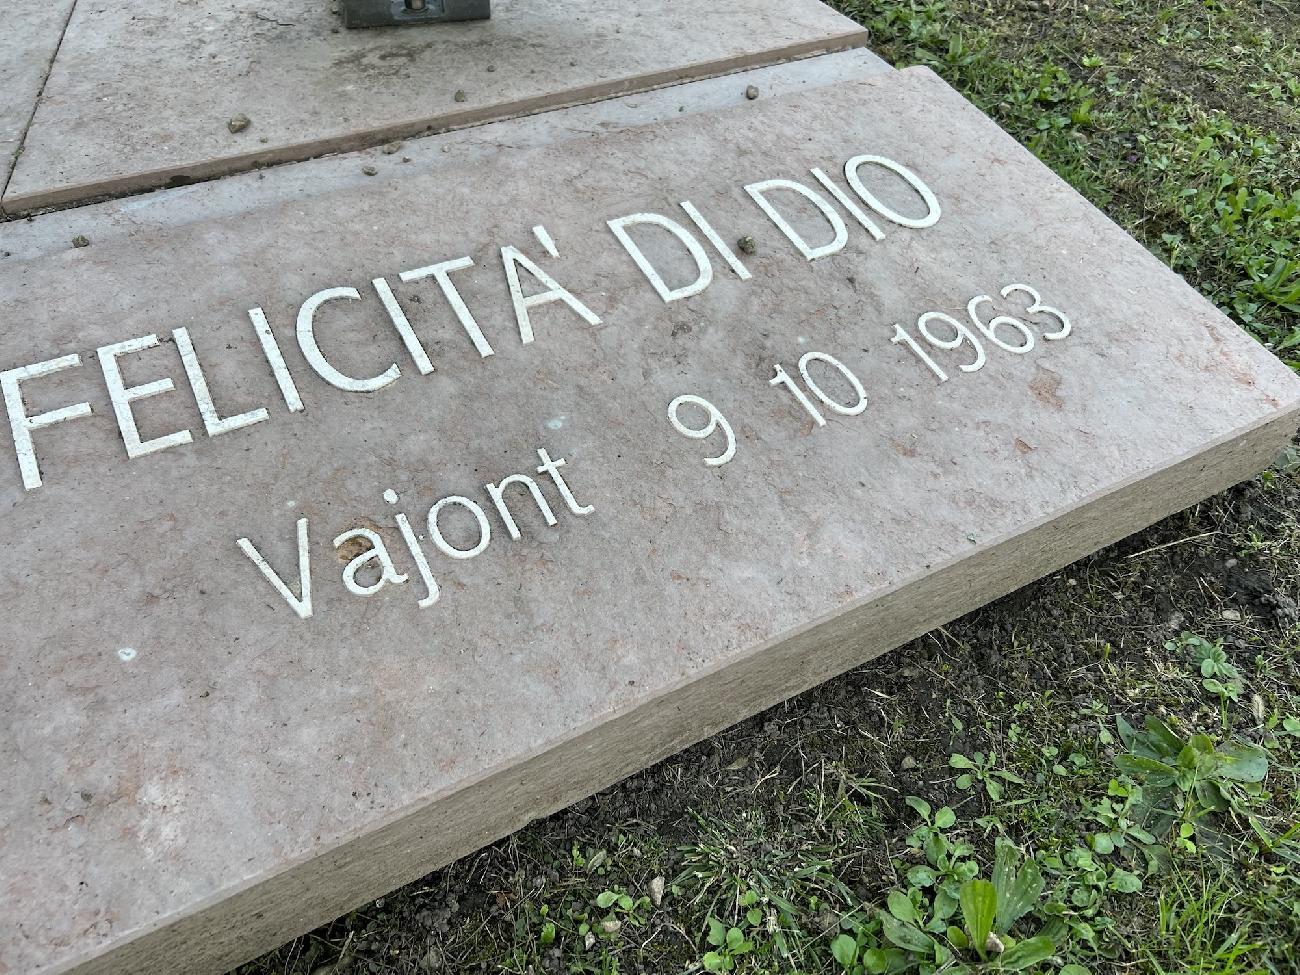 FELICITA' DI DIO
Vajont 9 10 1963